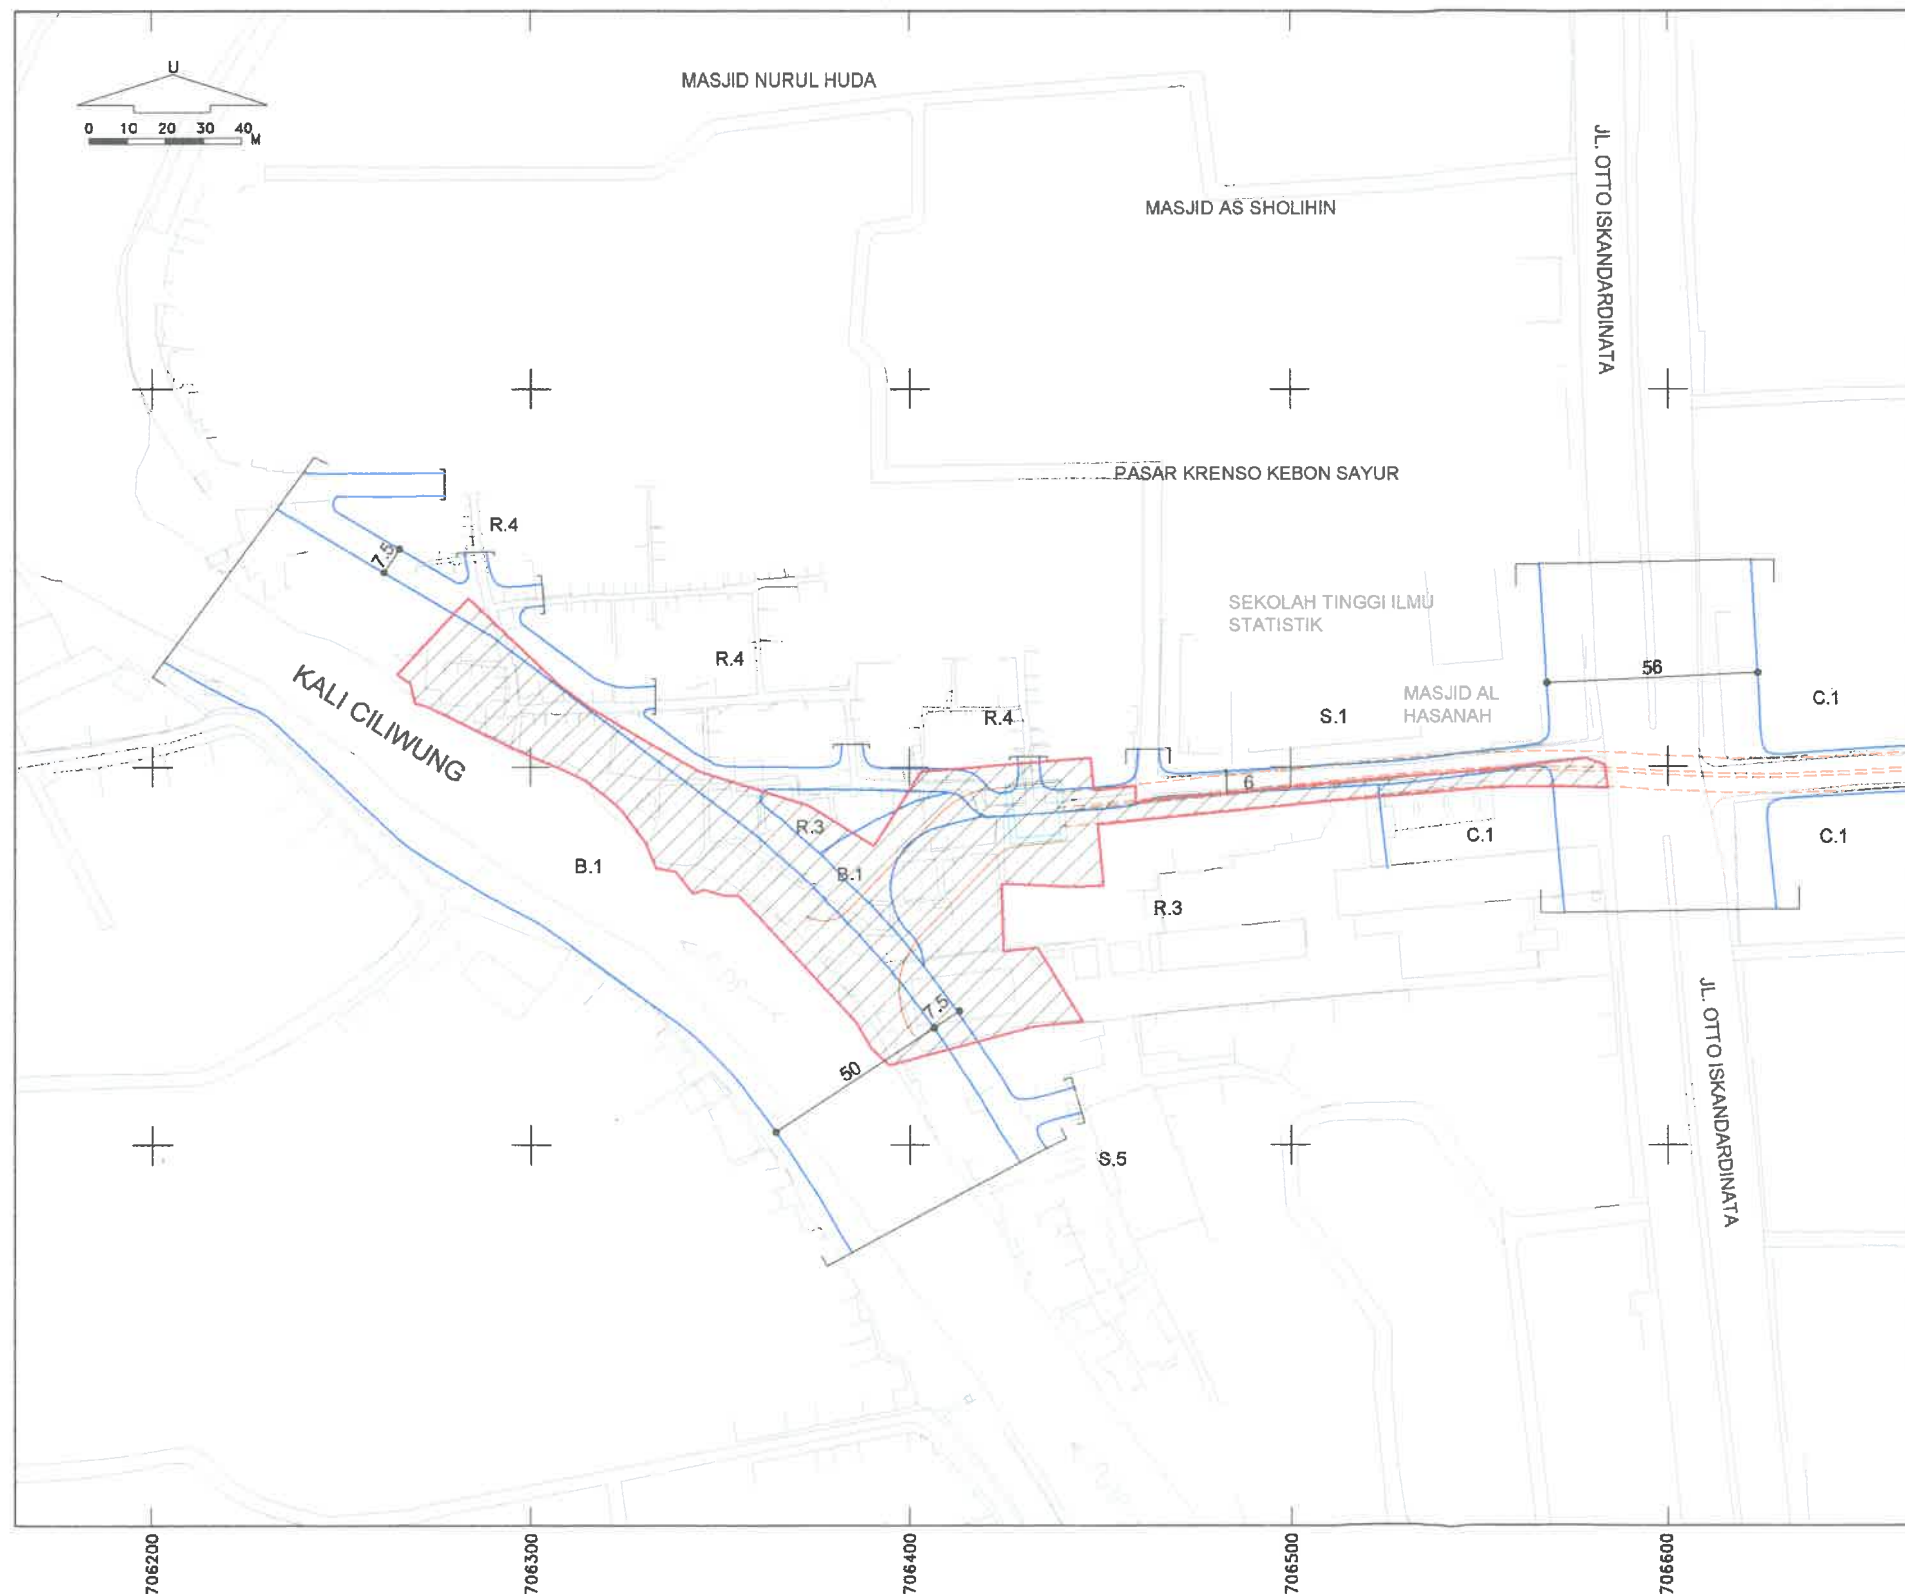 U
0 10 20 30 40
M
MASJID NURUL HUDA
JL. OTTO ISKANDARDINATA
MASJID AS SHOLIHIN
PASAR KRENSO KEBON SAYUR
R.4
7.5
SEKOLAH TINGGI ILMU
STATISTIK
R.4
56
KALI CILIWUNG
MASJID AL
HASANAH
C.1
R.4
S.1
6
R.3
C.1
C.1
B.1
B.1
R.3
7.5
JL. OTTO ISKANDARDINATA
50
S.5
706200
706300
706400
706500
706600